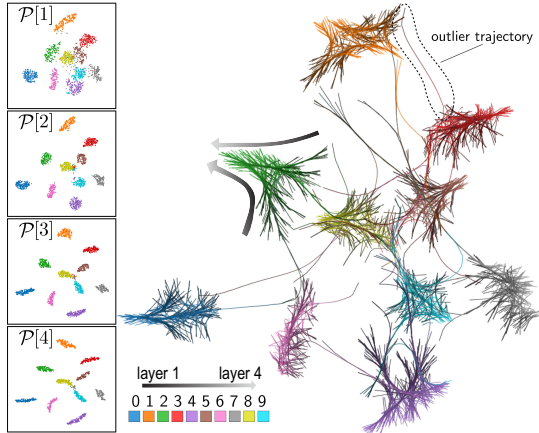 𝒫[1]
𝒫[2]
𝒫[3]
𝒫[4]
outlier trajectory
layer 1 layer 4
0 1 2 3 4 5 6 7 8 9